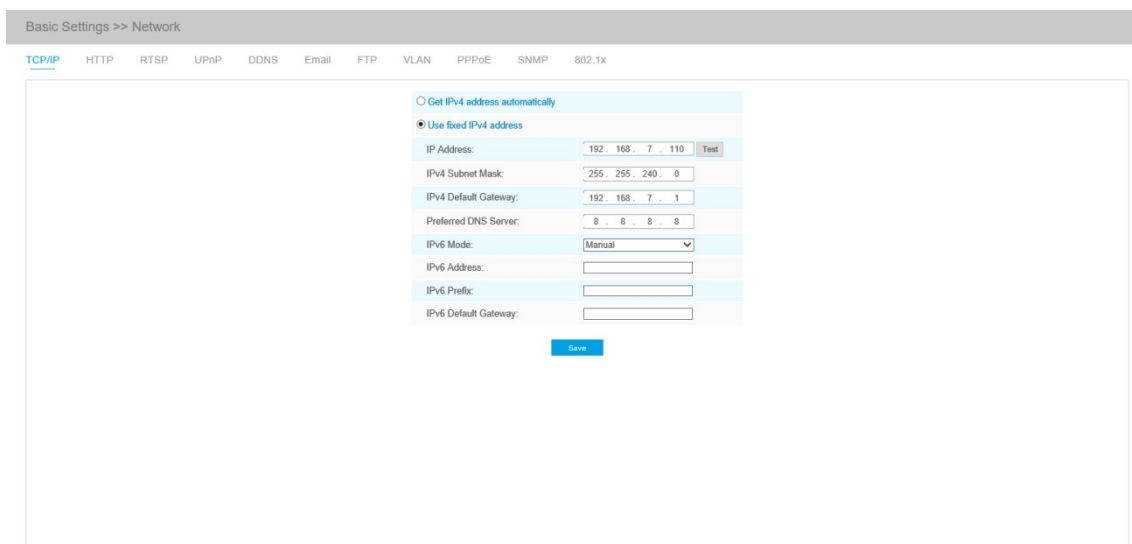 Basic Settings >> Network
TCP/IP HTTP RTSP UPnP DDNS Email FTP VLAN PPPoE SNMP 802.1x
Get IPv4 address automatically
Use fixed IPv4 address
IP Address: 192 . 168 . 7 . 110 Test
IPv4 Subnet Mask: 255 . 255 . 240 . 0
IPv4 Default Gateway: 192 . 168 . 7 . 1
Preferred DNS Server: 8 . 8 . 8 . 8
IPv6 Mode: Manual
IPv6 Address:
IPv6 Prefix:
IPv6 Default Gateway:
Save